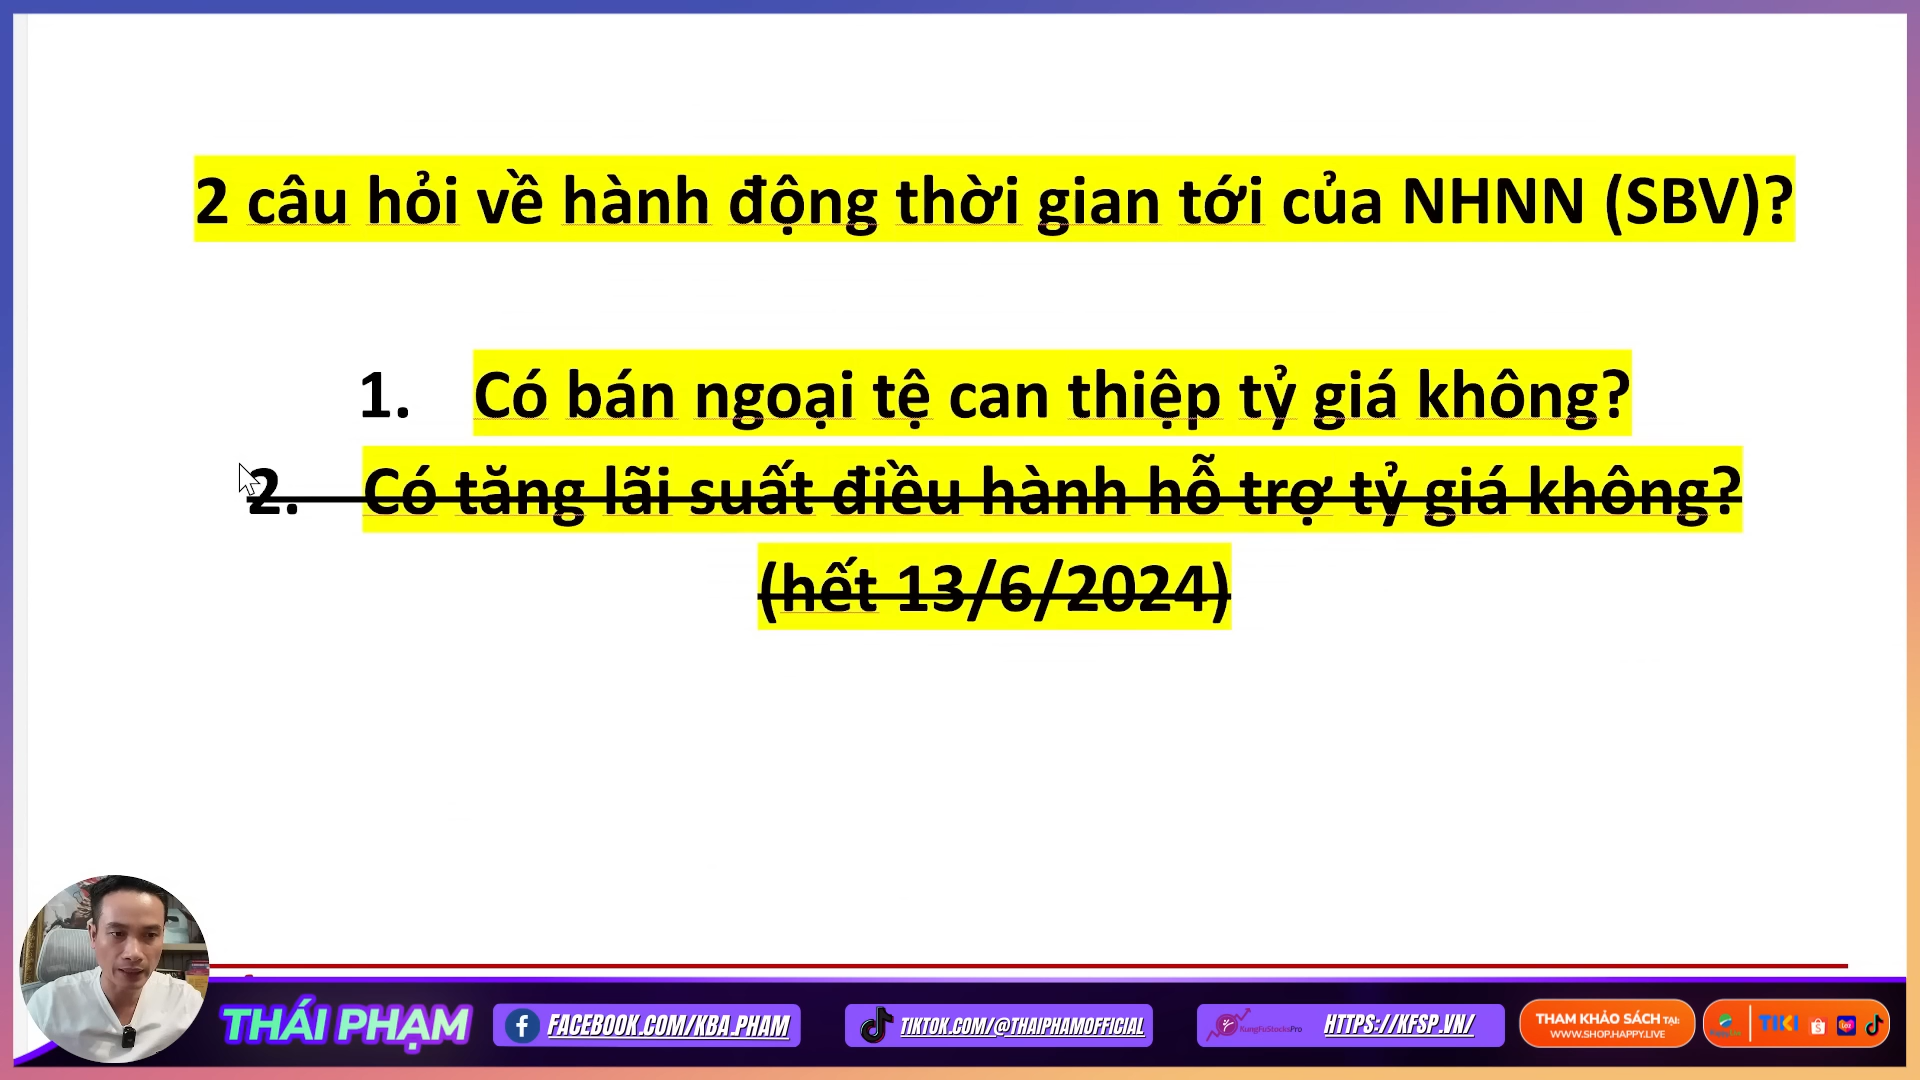 2 câu hỏi về hành động thời gian tới của NHNN (SBV)?
1. Có bán ngoại tệ can thiệp tỷ giá không?
2. Có tăng lãi suất điều hành hỗ trợ tỷ giá không?
(hết 13/6/2024)
THÁI PHẠM
FACEBOOK.COM/KBA.PHAM
TIKTOK.COM/@THAIPHAMOFFICIAL
KungFuStocksPro
HTTPS://KFSP.VN/
THAM KHẢO SÁCH TẠI:
WWW.SHOP.HAPPY.LIVE
TIKI